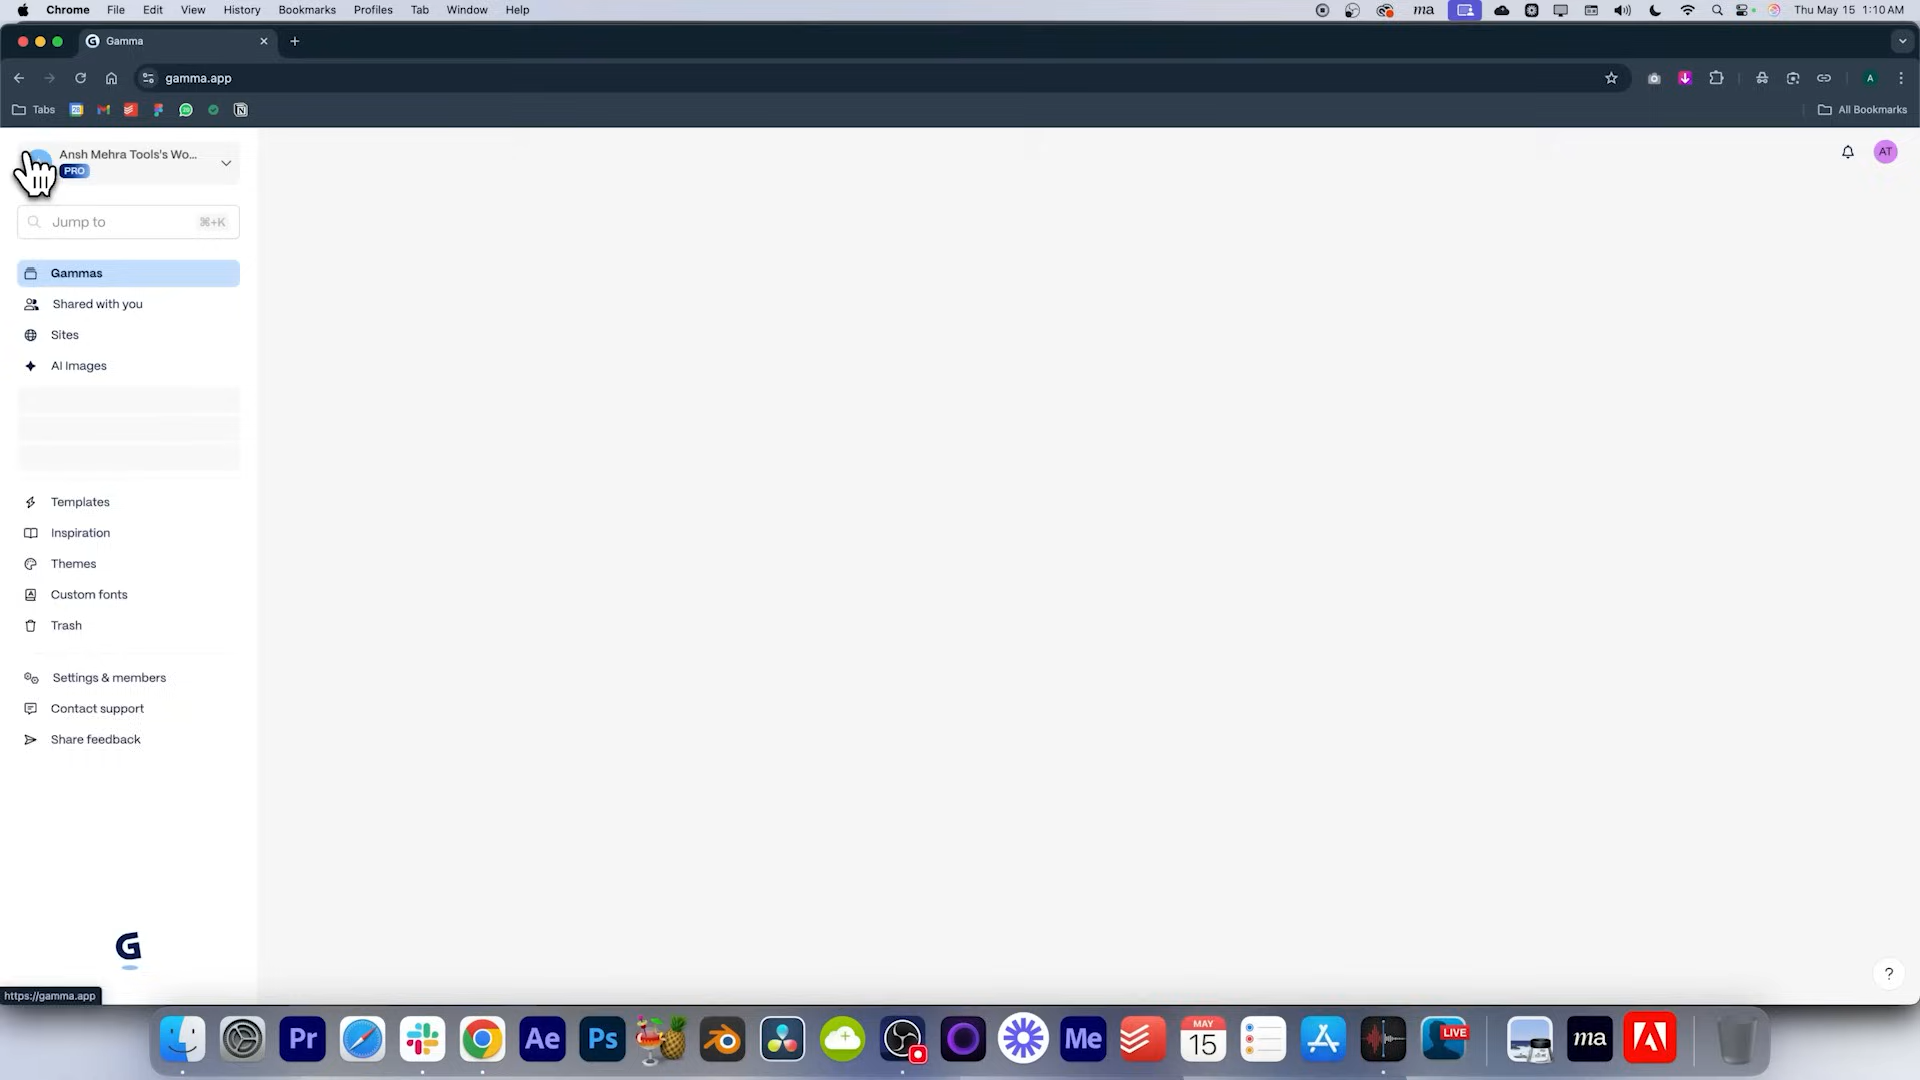 Chrome File Edit View History Bookmarks Profiles Tab Window Help
ma
Thu May 15 1:10 AM
Gamma
gamma.app
A
Tabs
All Bookmarks
Ansh Mehra Tools's Wo...
PRO
AT
Jump to
⌘+K
Gammas
Shared with you
Sites
AI Images
Templates
Inspiration
Themes
Custom fonts
Trash
Settings & members
Contact support
Share feedback
G
?
https://gamma.app
Pr
Ae
Ps
Me
MAY
15
LIVE
ma